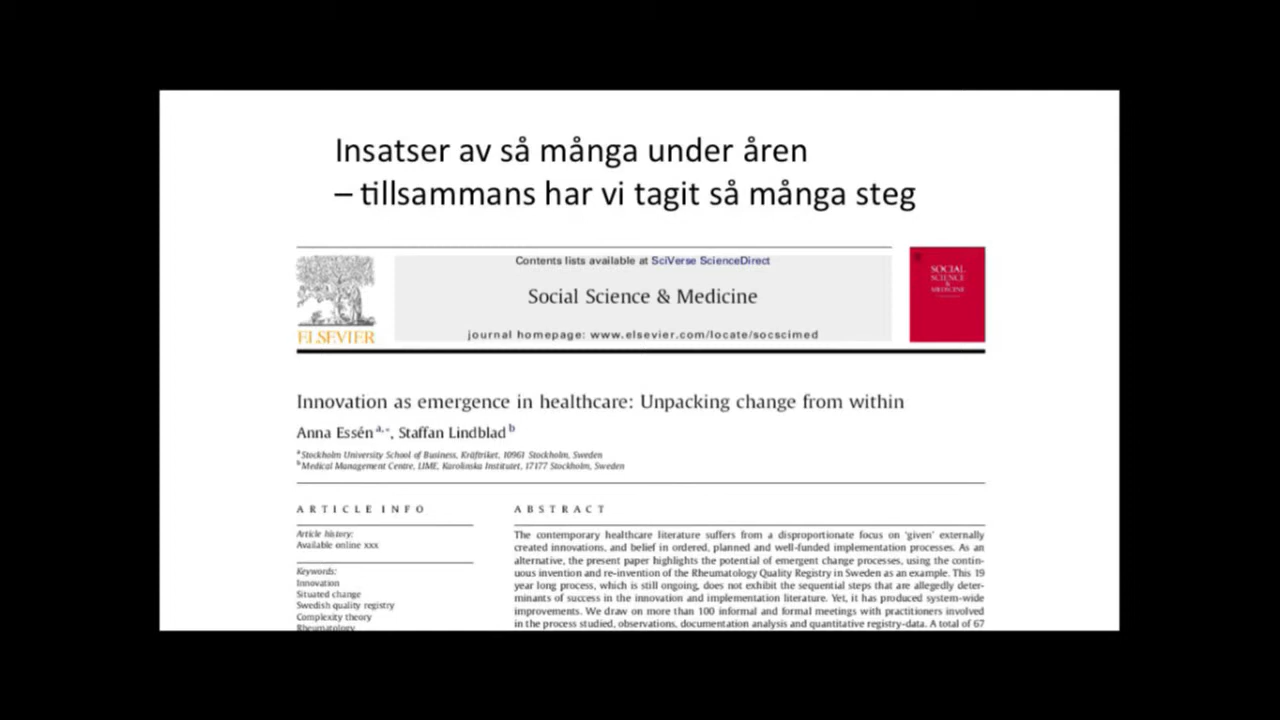 Insatser av så många under åren
– tillsammans har vi tagit så många steg
Contents lists available at SciVerse ScienceDirect
Social Science & Medicine
journal homepage: www.elsevier.com/locate/socscimed
ELSEVIER
SOCIAL
SCIENCE
&
MEDICINE
Innovation as emergence in healthcare: Unpacking change from within
Anna Essén a,*, Staffan Lindblad b
a Stockholm University School of Business, Kräftriket, 10961 Stockholm, Sweden
b Medical Management Centre, LIME, Karolinska Institutet, 17177 Stockholm, Sweden
ARTICLE INFO
Article history:
Available online xxx
Keywords:
Innovation
Situated change
Swedish quality registry
Complexity theory
Rheumatology
ABSTRACT
The contemporary healthcare literature suffers from a disproportionate focus on ‘given’ externally
created innovations, and belief in ordered, planned and well-funded implementation processes. As an
alternative, the present paper highlights the potential of emergent change processes, using the contin-
uous invention and re-invention of the Rheumatology Quality Registry in Sweden as an example. This 19
year long process, which is still ongoing, does not exhibit the sequential steps that are allegedly deter-
minants of success in the innovation and implementation literature. Yet, it has produced system-wide
improvements. We draw on more than 100 informal and formal meetings with practitioners involved
in the process studied, observations, documentation analysis and quantitative registry-data. A total of 67